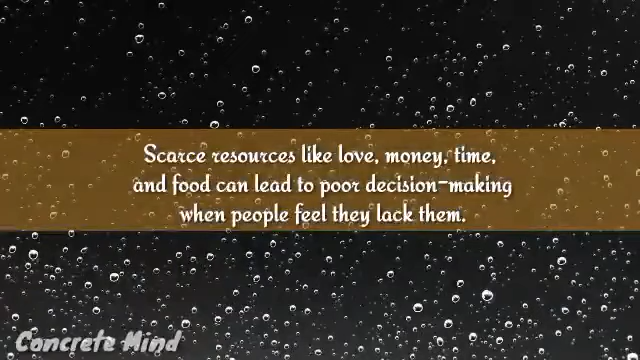 Scarce resources like love, money, time,
and food can lead to poor decision-making
when people feel they lack them.
Concrete Mind